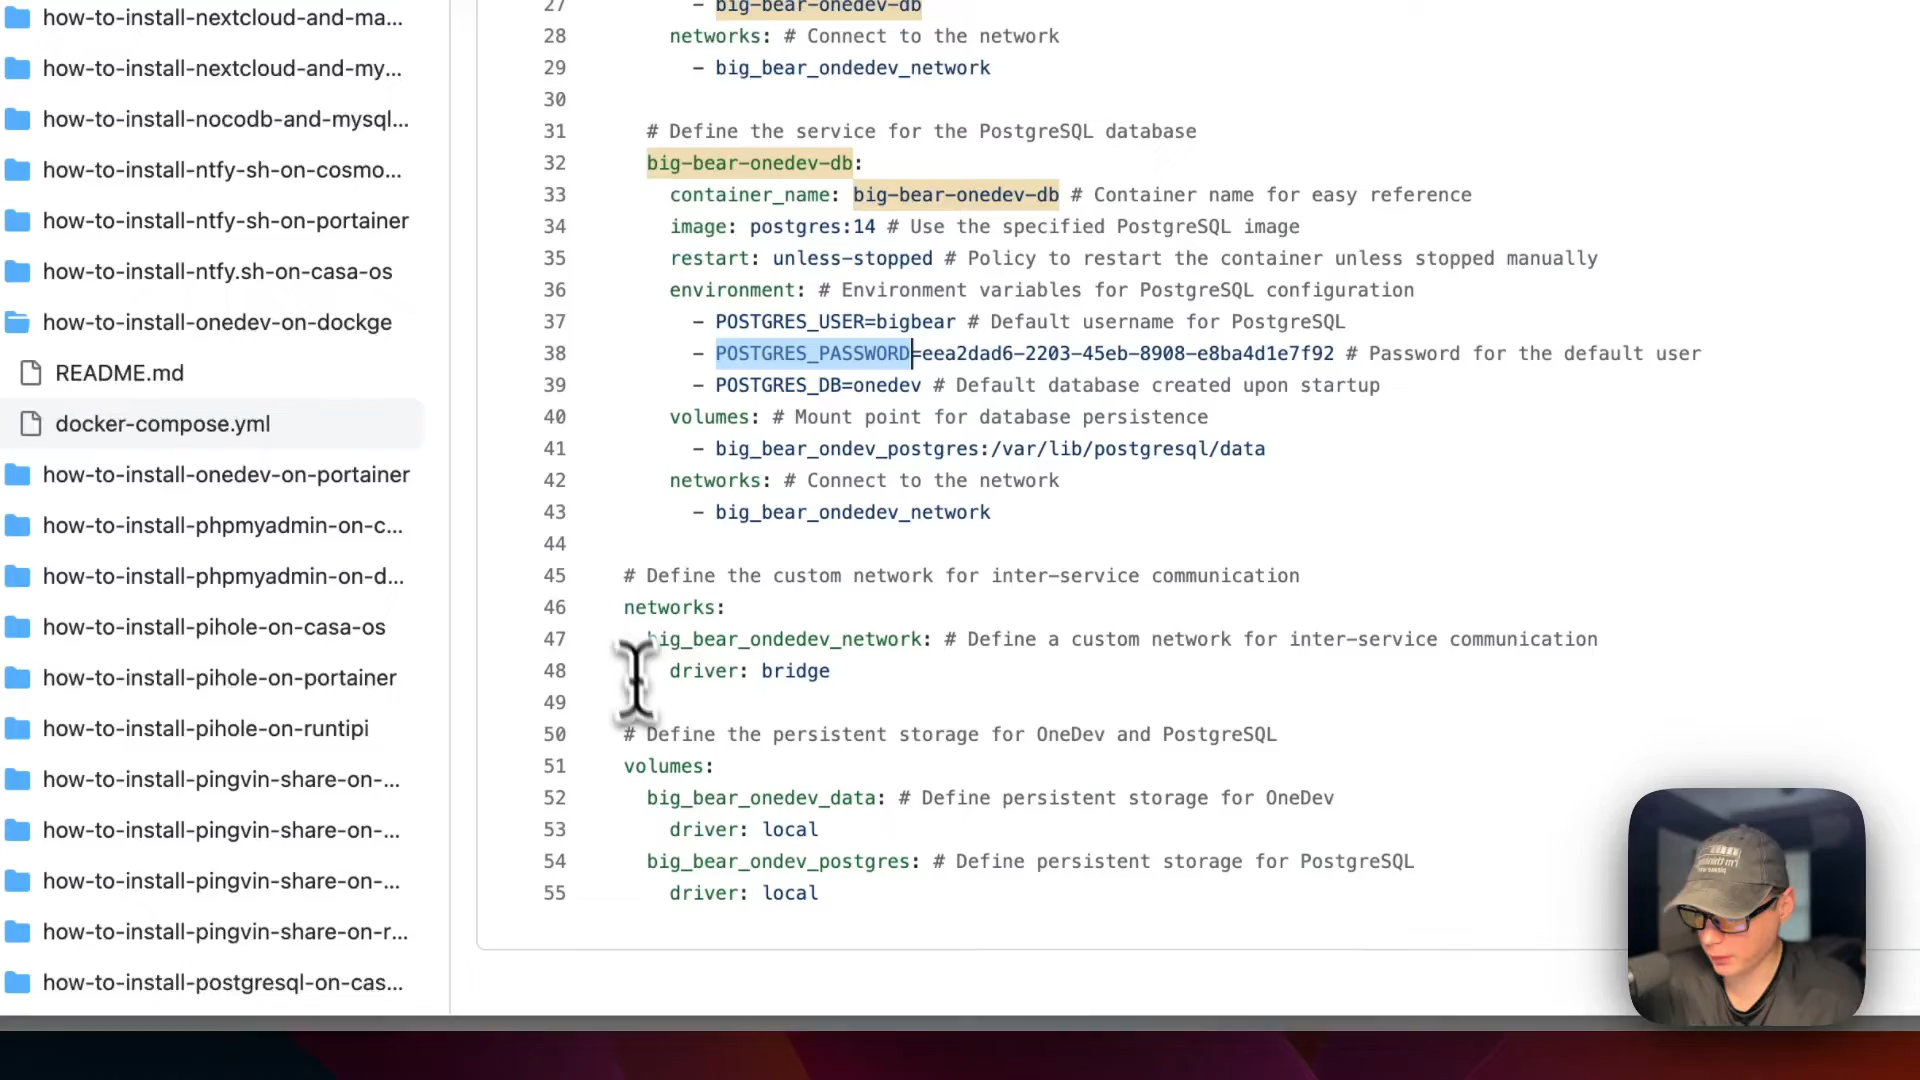 how-to-install-nextcloud-and-ma...
how-to-install-nextcloud-and-my...
how-to-install-nocodb-and-mysql...
how-to-install-ntfy-sh-on-cosmo...
how-to-install-ntfy-sh-on-portainer
how-to-install-ntfy.sh-on-casa-os
how-to-install-onedev-on-dockge
README.md
docker-compose.yml
how-to-install-onedev-on-portainer
how-to-install-phpmyadmin-on-c...
how-to-install-phpmyadmin-on-d...
how-to-install-pihole-on-casa-os
how-to-install-pihole-on-portainer
how-to-install-pihole-on-runtipi
how-to-install-pingvin-share-on-...
how-to-install-pingvin-share-on-...
how-to-install-pingvin-share-on-...
how-to-install-pingvin-share-on-r...
how-to-install-postgresql-on-cas...
27 - big-bear-onedev-db
28 networks: # Connect to the network
29 - big_bear_ondedev_network
30
31 # Define the service for the PostgreSQL database
32 big-bear-onedev-db:
33 container_name: big-bear-onedev-db # Container name for easy reference
34 image: postgres:14 # Use the specified PostgreSQL image
35 restart: unless-stopped # Policy to restart the container unless stopped manually
36 environment: # Environment variables for PostgreSQL configuration
37 - POSTGRES_USER=bigbear # Default username for PostgreSQL
38 - POSTGRES_PASSWORD=eea2dad6-2203-45eb-8908-e8ba4d1e7f92 # Password for the default user
39 - POSTGRES_DB=onedev # Default database created upon startup
40 volumes: # Mount point for database persistence
41 - big_bear_ondev_postgres:/var/lib/postgresql/data
42 networks: # Connect to the network
43 - big_bear_ondedev_network
44
45 # Define the custom network for inter-service communication
46 networks:
47 big_bear_ondedev_network: # Define a custom network for inter-service communication
48 driver: bridge
49
50 # Define the persistent storage for OneDev and PostgreSQL
51 volumes:
52 big_bear_onedev_data: # Define persistent storage for OneDev
53 driver: local
54 big_bear_ondev_postgres: # Define persistent storage for PostgreSQL
55 driver: local